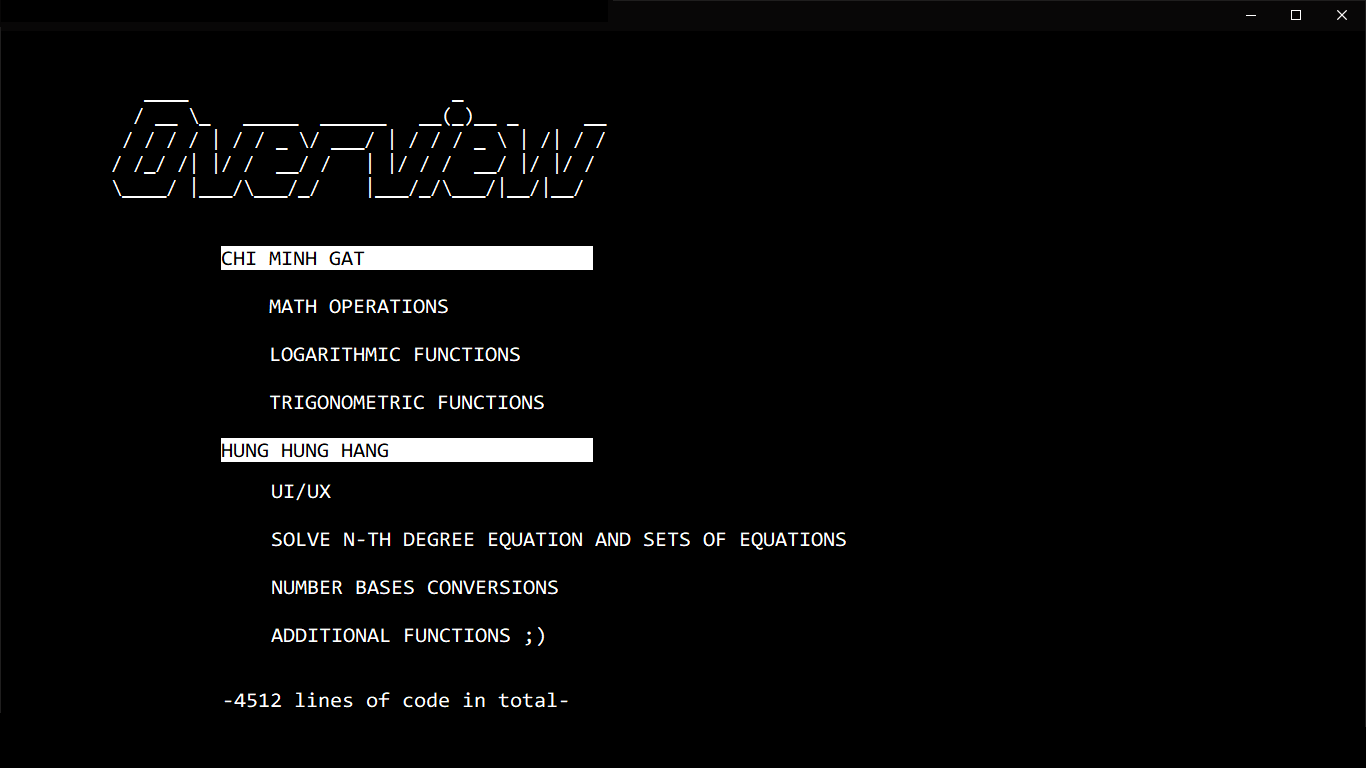 Overview
CHI MINH GAT
MATH OPERATIONS
LOGARITHMIC FUNCTIONS
TRIGONOMETRIC FUNCTIONS
HUNG HUNG HANG
UI/UX
SOLVE N-TH DEGREE EQUATION AND SETS OF EQUATIONS
NUMBER BASES CONVERSIONS
ADDITIONAL FUNCTIONS ;)
-4512 lines of code in total-